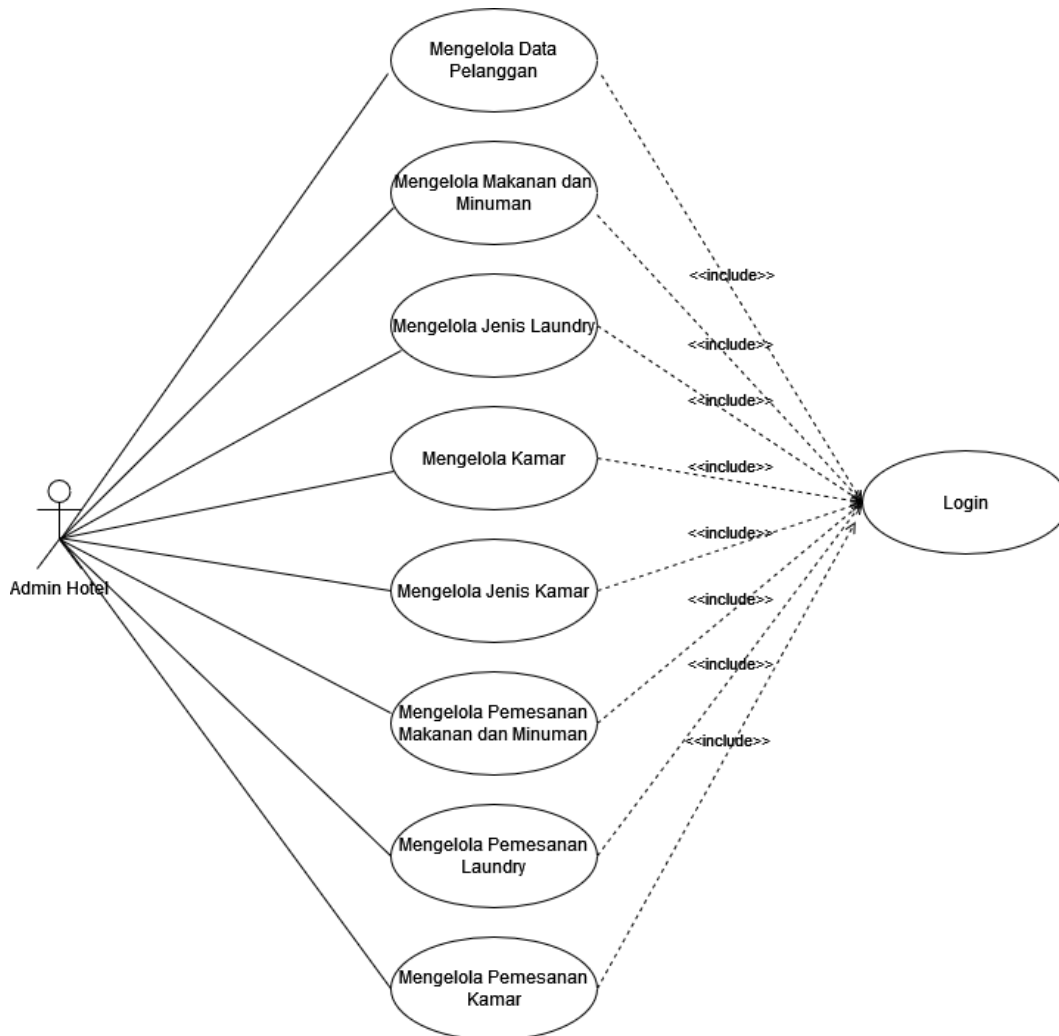 Mengelola Data
Pelanggan
Mengelola Makanan dan
Minuman
<<include>>
Mengelola Jenis Laundry
<<include>>
<<include>>
Mengelola Kamar
<<include>>
Login
<<include>>
Admin Hotel
Mengelola Jenis Kamar
<<include>>
Mengelola Pemesanan
Makanan dan Minuman
<<include>>
<<include>>
Mengelola Pemesanan
Laundry
Mengelola Pemesanan
Kamar